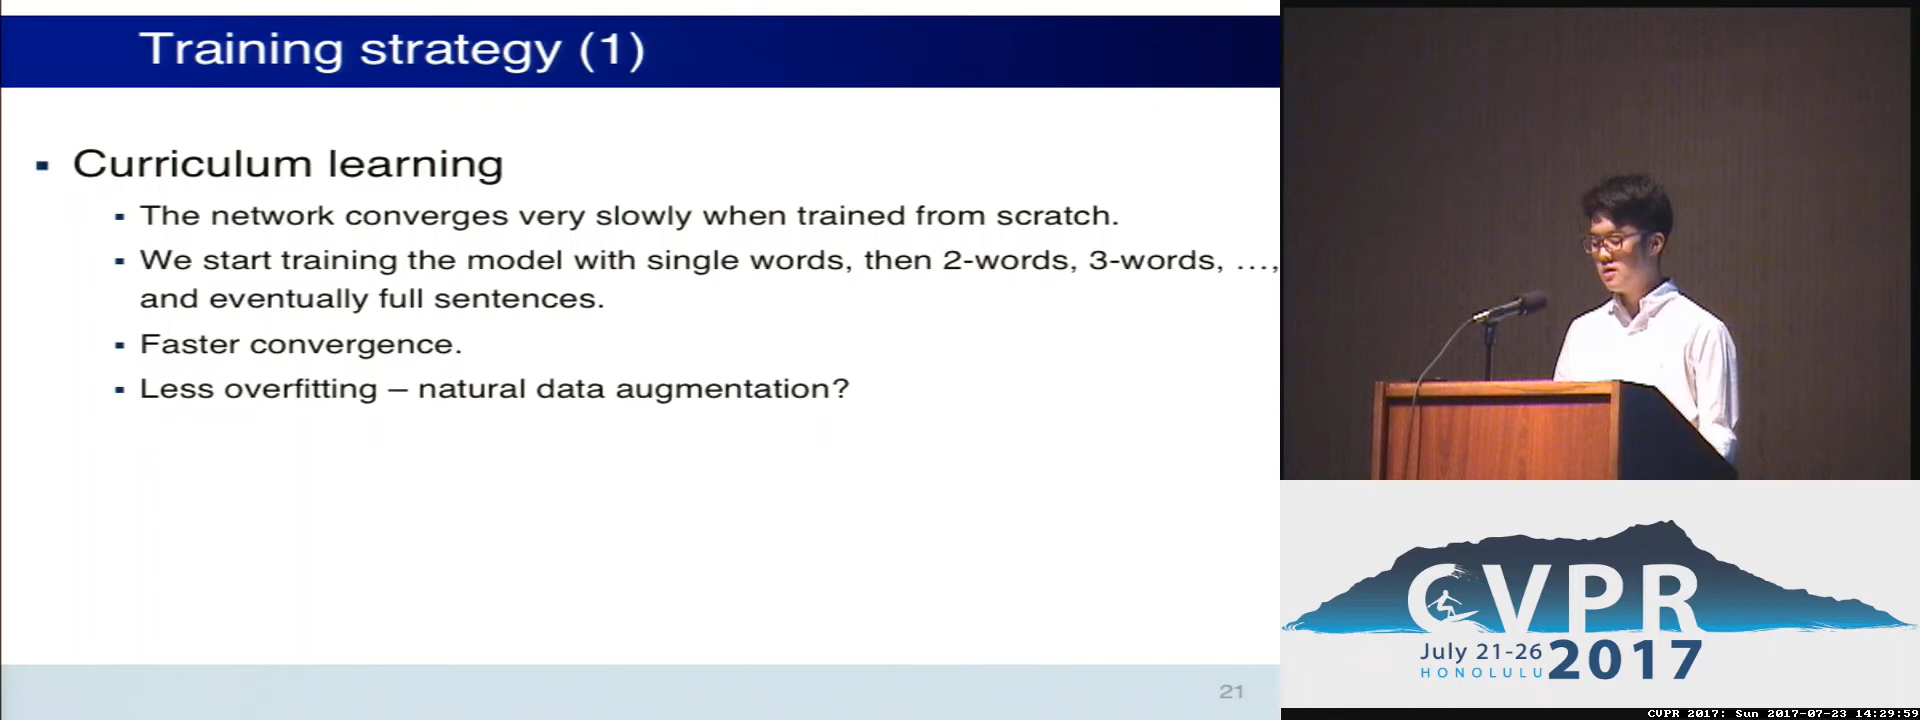 Training strategy (1)
Curriculum learning
The network converges very slowly when trained from scratch.
We start training the model with single words, then 2-words, 3-words, …,
and eventually full sentences.
Faster convergence.
Less overfitting – natural data augmentation?
21
CVPR
July 21-26
HONOLULU
2017
CVPR 2017: Sun 2017-07-23 14:29:59